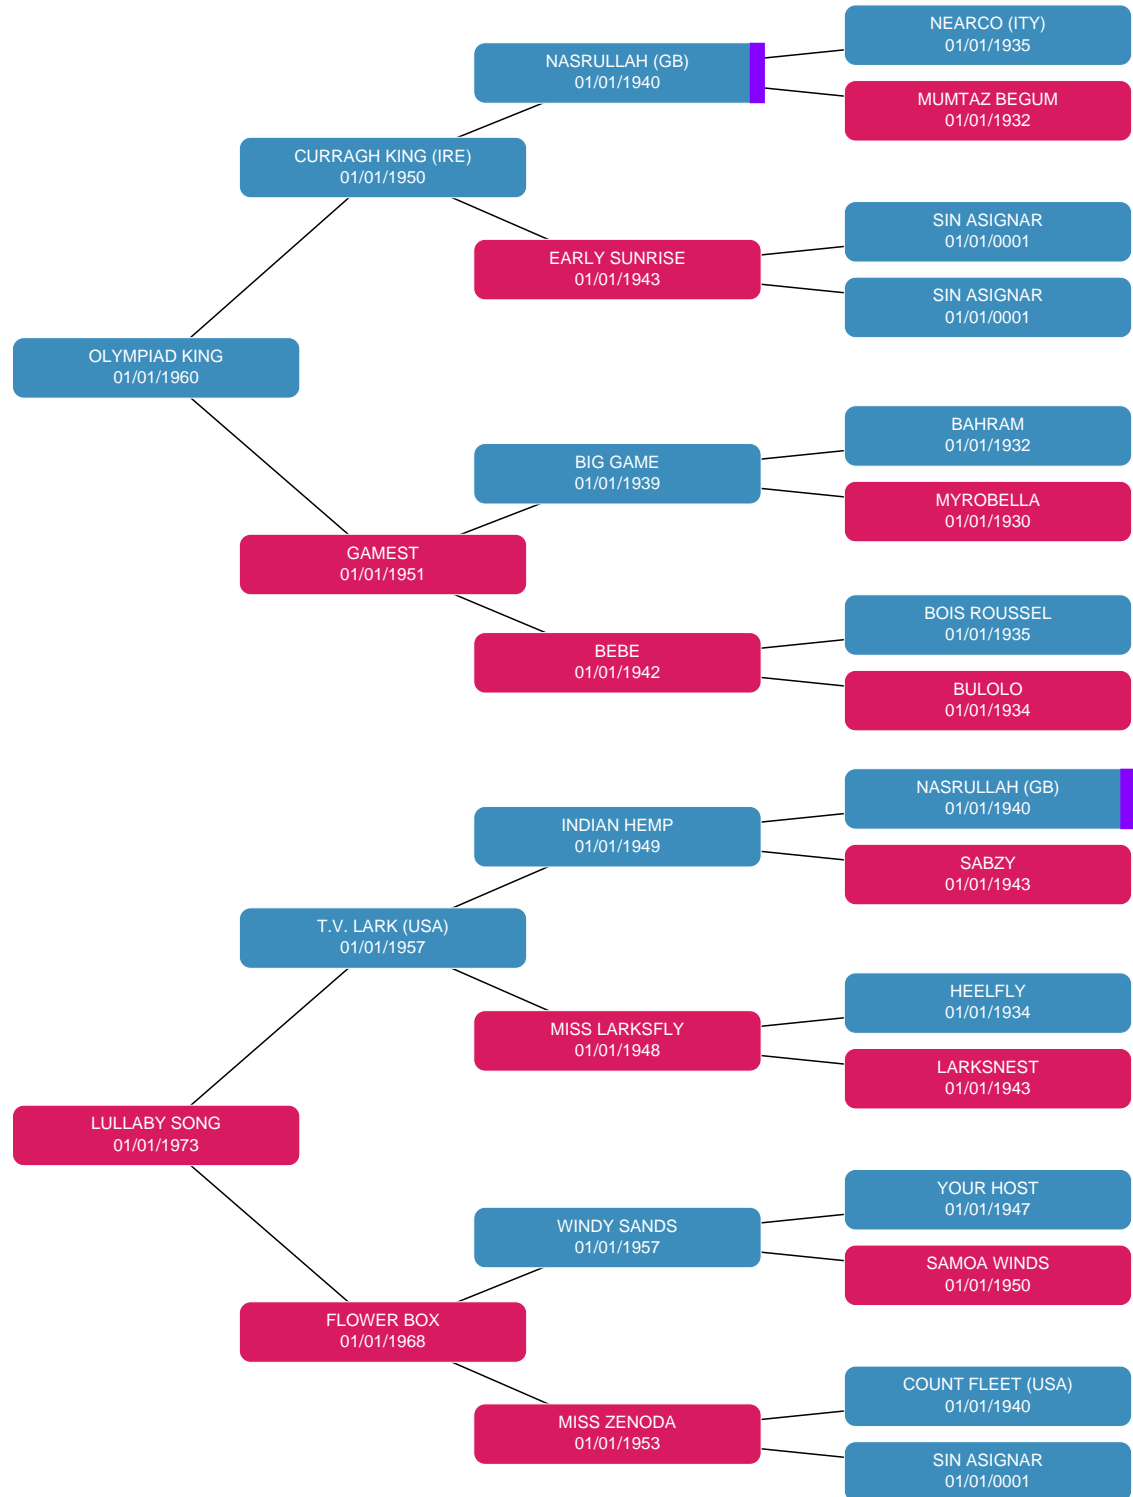 NEARCO (ITY)
01/01/1935
NASRULLAH (GB)
01/01/1940
MUMTAZ BEGUM
01/01/1932
CURRAGH KING (IRE)
01/01/1950
SIN ASIGNAR
01/01/0001
EARLY SUNRISE
01/01/1943
SIN ASIGNAR
01/01/0001
OLYMPIAD KING
01/01/1960
BAHRAM
01/01/1932
BIG GAME
01/01/1939
MYROBELLA
01/01/1930
GAMEST
01/01/1951
BOIS ROUSSEL
01/01/1935
BEBE
01/01/1942
BULOLO
01/01/1934
NASRULLAH (GB)
01/01/1940
INDIAN HEMP
01/01/1949
SABZY
01/01/1943
T.V. LARK (USA)
01/01/1957
HEELFLY
01/01/1934
MISS LARKSFLY
01/01/1948
LARKSNEST
01/01/1943
LULLABY SONG
01/01/1973
YOUR HOST
01/01/1947
WINDY SANDS
01/01/1957
SAMOA WINDS
01/01/1950
FLOWER BOX
01/01/1968
COUNT FLEET (USA)
01/01/1940
MISS ZENODA
01/01/1953
SIN ASIGNAR
01/01/0001